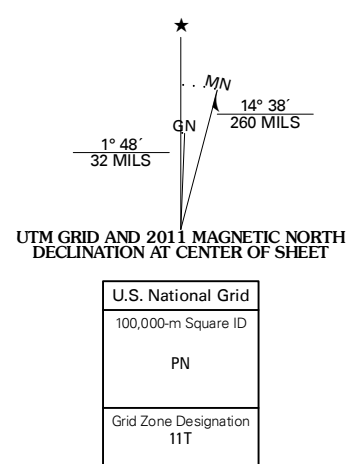 ★
MN
GN
14° 38´
260 MILS
1° 48´
32 MILS
UTM GRID AND 2011 MAGNETIC NORTH
DECLINATION AT CENTER OF SHEET
U.S. National Grid
100,000-m Square ID
PN
Grid Zone Designation
11T